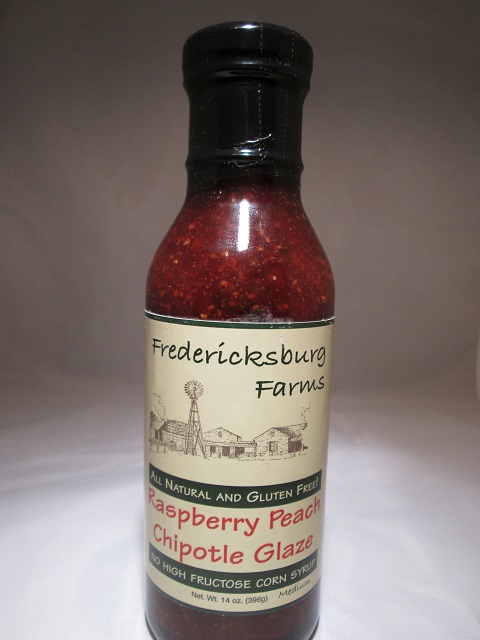 Fredericksburg
Farms
ALL NATURAL AND GLUTEN FREE!
Raspberry Peach
Chipotle Glaze
NO HIGH FRUCTOSE CORN SYRUP
Medium
Net. Wt. 14 oz. (396g)